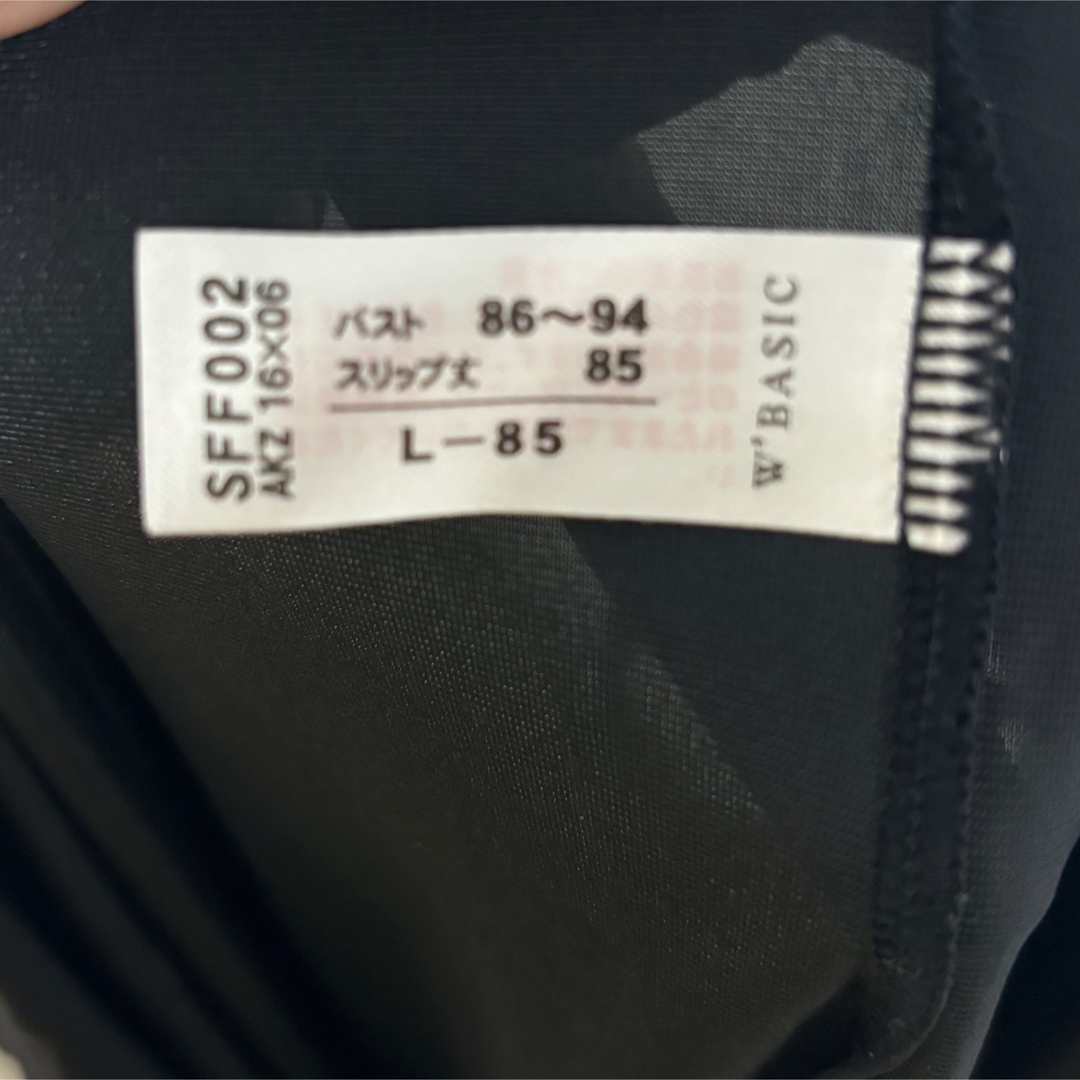 SFF002
AKZ 16×06
バスト 86～94
スリップ丈 85
L－85
W'BASIC